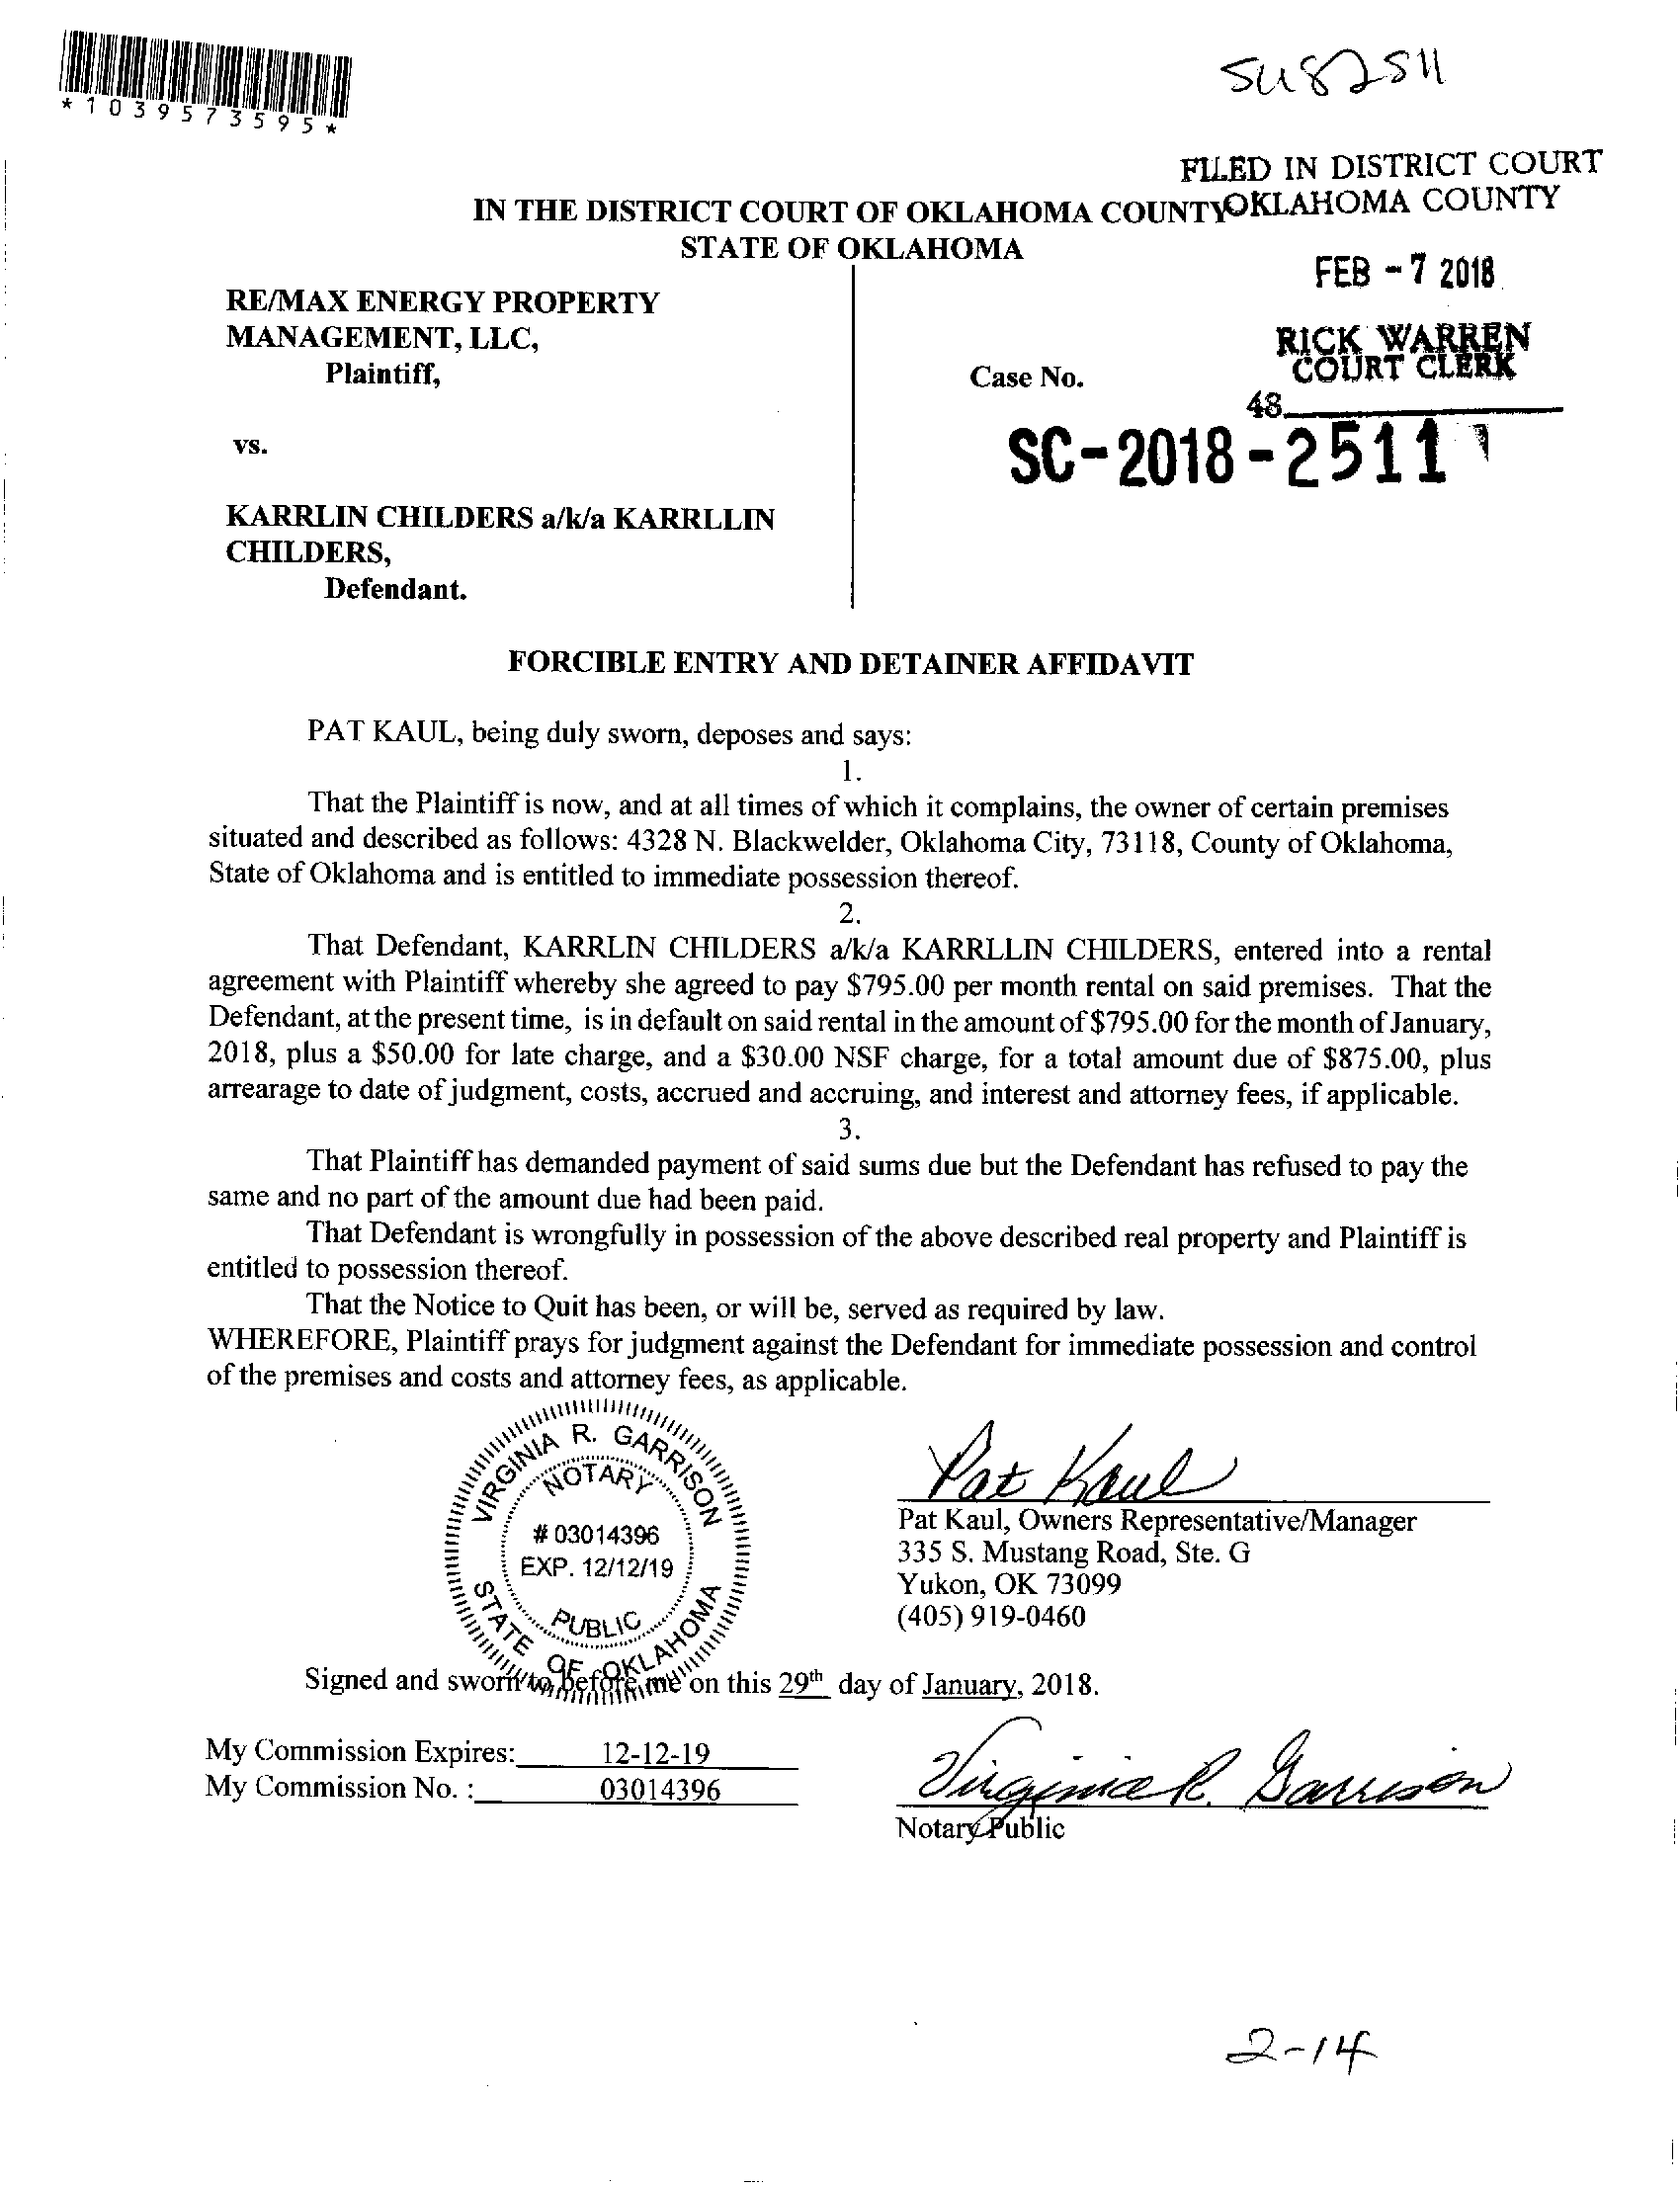 *1039573595*
FILED IN DISTRICT COURT
OKLAHOMA COUNTY
IN THE DISTRICT COURT OF OKLAHOMA COUNTY
STATE OF OKLAHOMA
FEB - 7 2018
RICK WARREN
COURT CLERK
48
RE/MAX ENERGY PROPERTY
MANAGEMENT, LLC,
Plaintiff,
Case No.
SC-2018-2511
vs.
KARRLIN CHILDERS a/k/a KARRLLIN
CHILDERS,
Defendant.
FORCIBLE ENTRY AND DETAINER AFFIDAVIT
PAT KAUL, being duly sworn, deposes and says:
1.
That the Plaintiff is now, and at all times of which it complains, the owner of certain premises
situated and described as follows: 4328 N. Blackwelder, Oklahoma City, 73118, County of Oklahoma,
State of Oklahoma and is entitled to immediate possession thereof.
2.
That Defendant, KARRLIN CHILDERS a/k/a KARRLLIN CHILDERS, entered into a rental
agreement with Plaintiff whereby she agreed to pay $795.00 per month rental on said premises. That the
Defendant, at the present time, is in default on said rental in the amount of $795.00 for the month of January,
2018, plus a $50.00 for late charge, and a $30.00 NSF charge, for a total amount due of $875.00, plus
arrearage to date of judgment, costs, accrued and accruing, and interest and attorney fees, if applicable.
3.
That Plaintiff has demanded payment of said sums due but the Defendant has refused to pay the
same and no part of the amount due had been paid.
That Defendant is wrongfully in possession of the above described real property and Plaintiff is
entitled to possession thereof.
That the Notice to Quit has been, or will be, served as required by law.
WHEREFORE, Plaintiff prays for judgment against the Defendant for immediate possession and control
of the premises and costs and attorney fees, as applicable.
VIRGINIA R. GARRISON
NOTARY
# 03014396
EXP. 12/12/19
PUBLIC
STATE OF OKLAHOMA
Pat Kaul
Pat Kaul, Owners Representative/Manager
335 S. Mustang Road, Ste. G
Yukon, OK 73099
(405) 919-0460
Signed and sworn to before me on this 29th day of January, 2018.
My Commission Expires: 12-12-19
My Commission No. : 03014396
Virginia R. Garrison
Notary Public
2-14